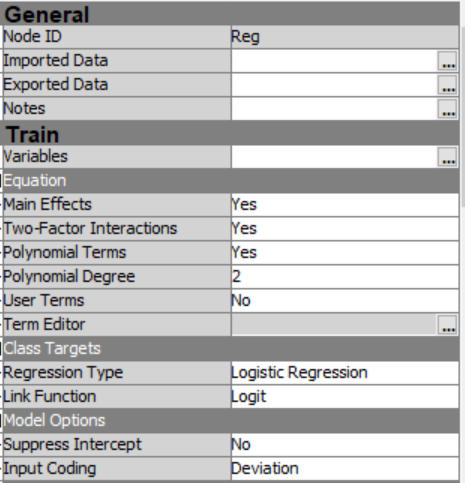 General
Node ID Reg
Imported Data ...
Exported Data ...
Notes ...
Train
Variables ...
Equation
Main Effects Yes
Two-Factor Interactions Yes
Polynomial Terms Yes
Polynomial Degree 2
User Terms No
Term Editor ...
Class Targets
Regression Type Logistic Regression
Link Function Logit
Model Options
Suppress Intercept No
Input Coding Deviation